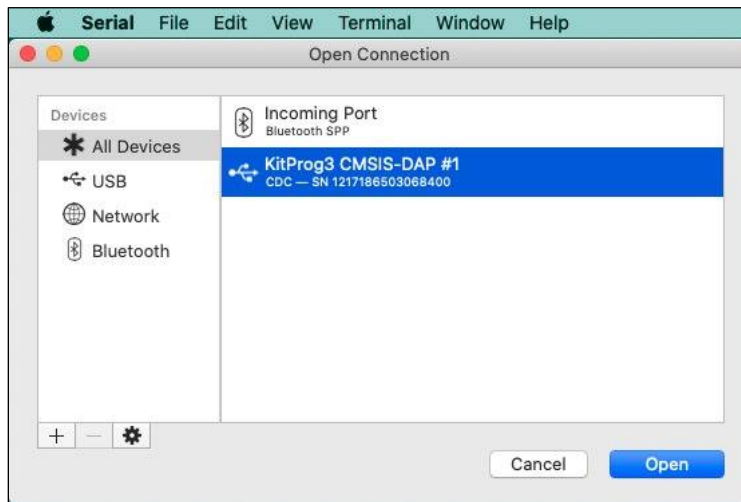 Serial File Edit View Terminal Window Help
Open Connection
Devices
All Devices
USB
Network
Bluetooth
Incoming Port
Bluetooth SPP
KitProg3 CMSIS-DAP #1
CDC — SN 1217186503068400
Cancel Open